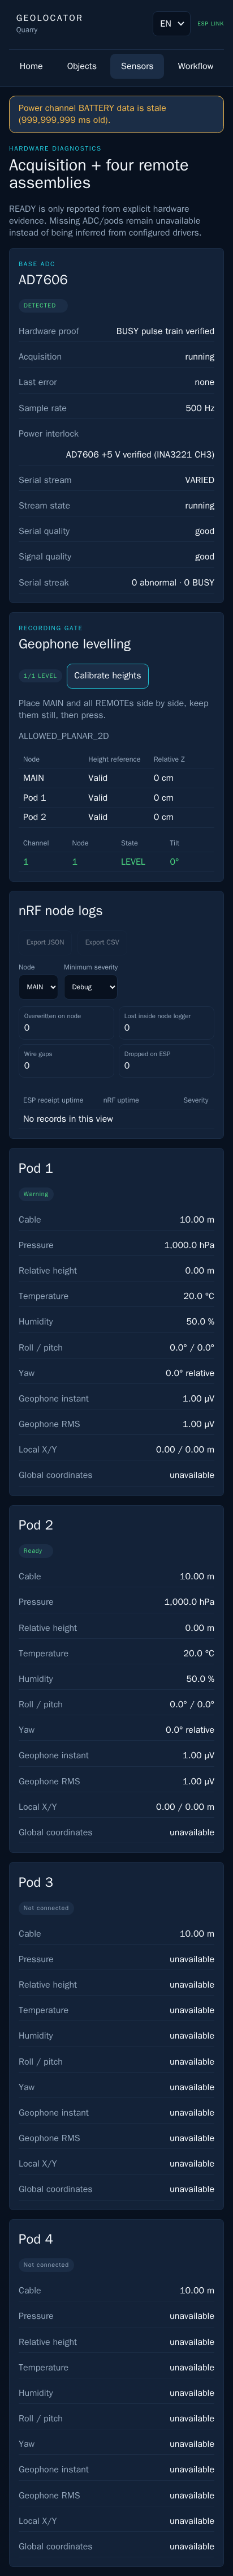 GEOLOCATOR
Quarry
EN
ESP LINK
Home Objects Sensors Workflow
Power channel BATTERY data is stale
(999,999,999 ms old).
HARDWARE DIAGNOSTICS
Acquisition + four remote
assemblies
READY is only reported from explicit hardware
evidence. Missing ADC/pods remain unavailable
instead of being inferred from configured drivers.
BASE ADC
AD7606
DETECTED
Hardware proof BUSY pulse train verified
Acquisition running
Last error none
Sample rate 500 Hz
Power interlock
AD7606 +5 V verified (INA3221 CH3)
Serial stream VARIED
Stream state running
Serial quality good
Signal quality good
Serial streak 0 abnormal · 0 BUSY
RECORDING GATE
Geophone levelling
1/1 LEVEL Calibrate heights
Place MAIN and all REMOTEs side by side, keep
them still, then press.
ALLOWED_PLANAR_2D
Node Height reference Relative Z
MAIN Valid 0 cm
Pod 1 Valid 0 cm
Pod 2 Valid 0 cm
Channel Node State Tilt
1 1 LEVEL 0°
nRF node logs
Export JSON Export CSV
Node Minimum severity
MAIN Debug
Overwritten on node Lost inside node logger
0 0
Wire gaps Dropped on ESP
0 0
ESP receipt uptime nRF uptime Severity
No records in this view
Pod 1
Warning
Cable 10.00 m
Pressure 1,000.0 hPa
Relative height 0.00 m
Temperature 20.0 °C
Humidity 50.0 %
Roll / pitch 0.0° / 0.0°
Yaw 0.0° relative
Geophone instant 1.00 µV
Geophone RMS 1.00 µV
Local X/Y 0.00 / 0.00 m
Global coordinates unavailable
Pod 2
Ready
Cable 10.00 m
Pressure 1,000.0 hPa
Relative height 0.00 m
Temperature 20.0 °C
Humidity 50.0 %
Roll / pitch 0.0° / 0.0°
Yaw 0.0° relative
Geophone instant 1.00 µV
Geophone RMS 1.00 µV
Local X/Y 0.00 / 0.00 m
Global coordinates unavailable
Pod 3
Not connected
Cable 10.00 m
Pressure unavailable
Relative height unavailable
Temperature unavailable
Humidity unavailable
Roll / pitch unavailable
Yaw unavailable
Geophone instant unavailable
Geophone RMS unavailable
Local X/Y unavailable
Global coordinates unavailable
Pod 4
Not connected
Cable 10.00 m
Pressure unavailable
Relative height unavailable
Temperature unavailable
Humidity unavailable
Roll / pitch unavailable
Yaw unavailable
Geophone instant unavailable
Geophone RMS unavailable
Local X/Y unavailable
Global coordinates unavailable